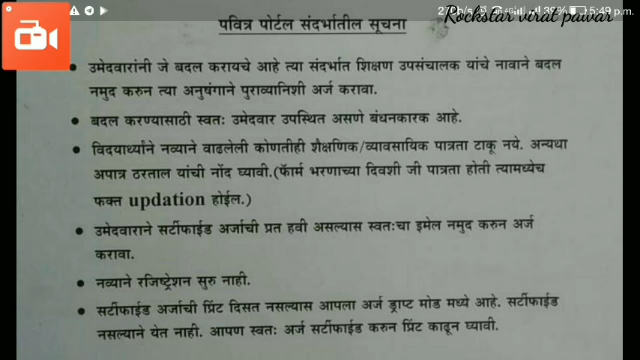 Rockstar virat pawar
39%
5:49 p.m.
पवित्र पोर्टल संदर्भातील सूचना
उमेदवारांनी जे बदल करायचे आहे त्या संदर्भात शिक्षण उपसंचालक यांचे नावाने बदल
नमुद करुन त्या अनुषंगाने पुराव्यानिशी अर्ज करावा.
बदल करण्यासाठी स्वतः उमेदवार उपस्थित असणे बंधनकारक आहे.
विदयार्थ्याने नव्याने वाढलेली कोणतीही शैक्षणिक/व्यावसायिक पात्रता टाकू नये. अन्यथा
अपात्र ठरताल यांची नोंद घ्यावी.(फॅार्म भरणाच्या दिवशी जी पात्रता होती त्यामध्येच
फक्त updation होईल.)
उमेदवाराने सर्टीफाईड अर्जाची प्रत हवी असल्यास स्वतःचा इमेल नमुद करुन अर्ज
करावा.
नव्याने रजिष्ट्रेशन सुरु नाही.
सर्टीफाईड अर्जाची प्रिंट दिसत नसल्यास आपला अर्ज ड्राप्ट मोड मध्ये आहे. सर्टीफाईड
नसल्याने येत नाही. आपण स्वतः अर्ज सर्टीफाईड करुन प्रिंट काढून घ्यावी.